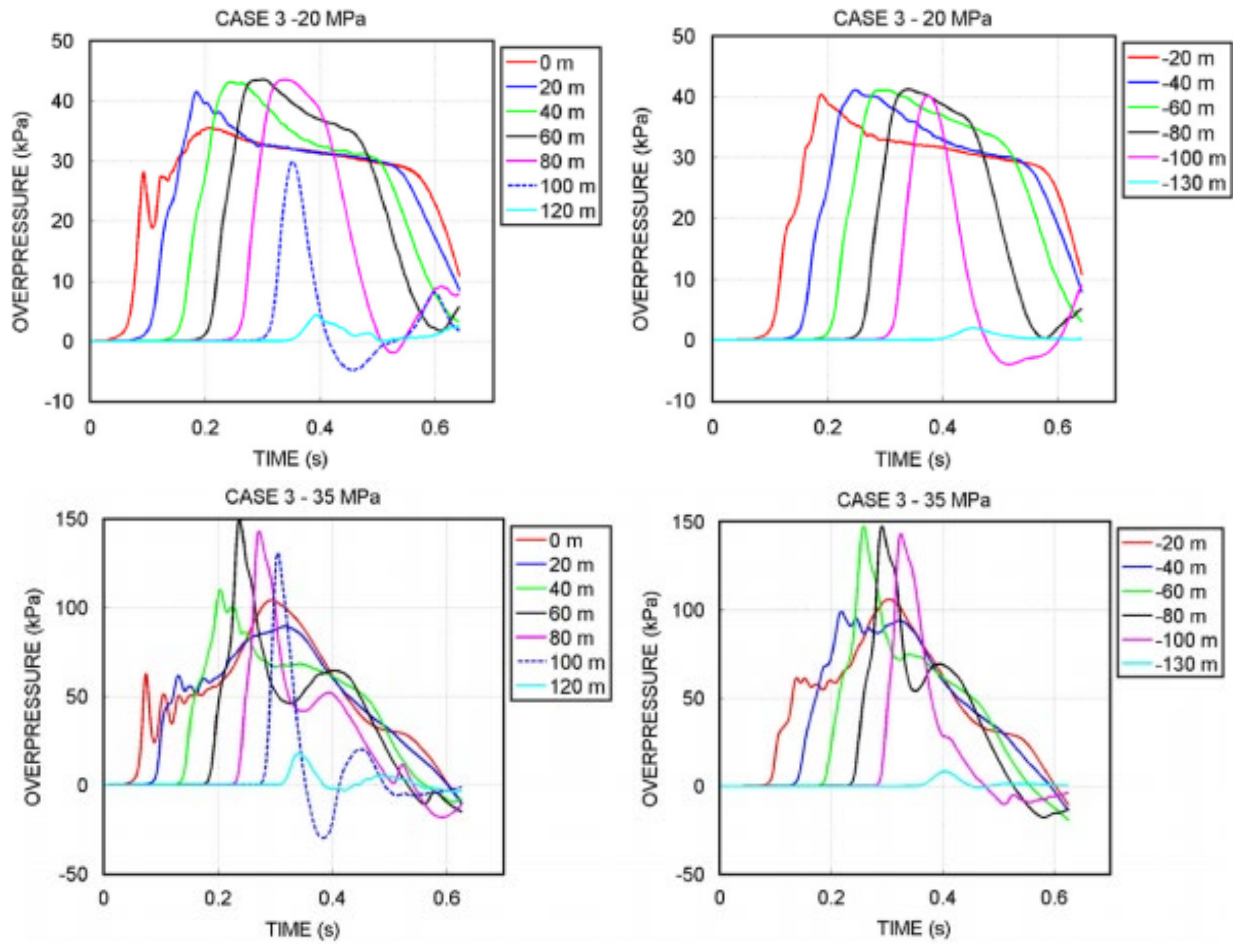 CASE 3 -20 MPa
OVERPRESSURE (kPa)
50
40
30
20
10
0
-10
0
0.2
0.4
0.6
TIME (s)
0 m
20 m
40 m
60 m
80 m
100 m
120 m
CASE 3 - 20 MPa
OVERPRESSURE (kPa)
50
40
30
20
10
0
-10
0
0.2
0.4
0.6
TIME (s)
-20 m
-40 m
-60 m
-80 m
-100 m
-130 m
CASE 3 - 35 MPa
OVERPRESSURE (kPa)
150
100
50
0
-50
0
0.2
0.4
0.6
TIME (s)
0 m
20 m
40 m
60 m
80 m
100 m
120 m
CASE 3 - 35 MPa
OVERPRESSURE (kPa)
150
100
50
0
-50
0
0.2
0.4
0.6
TIME (s)
-20 m
-40 m
-60 m
-80 m
-100 m
-130 m